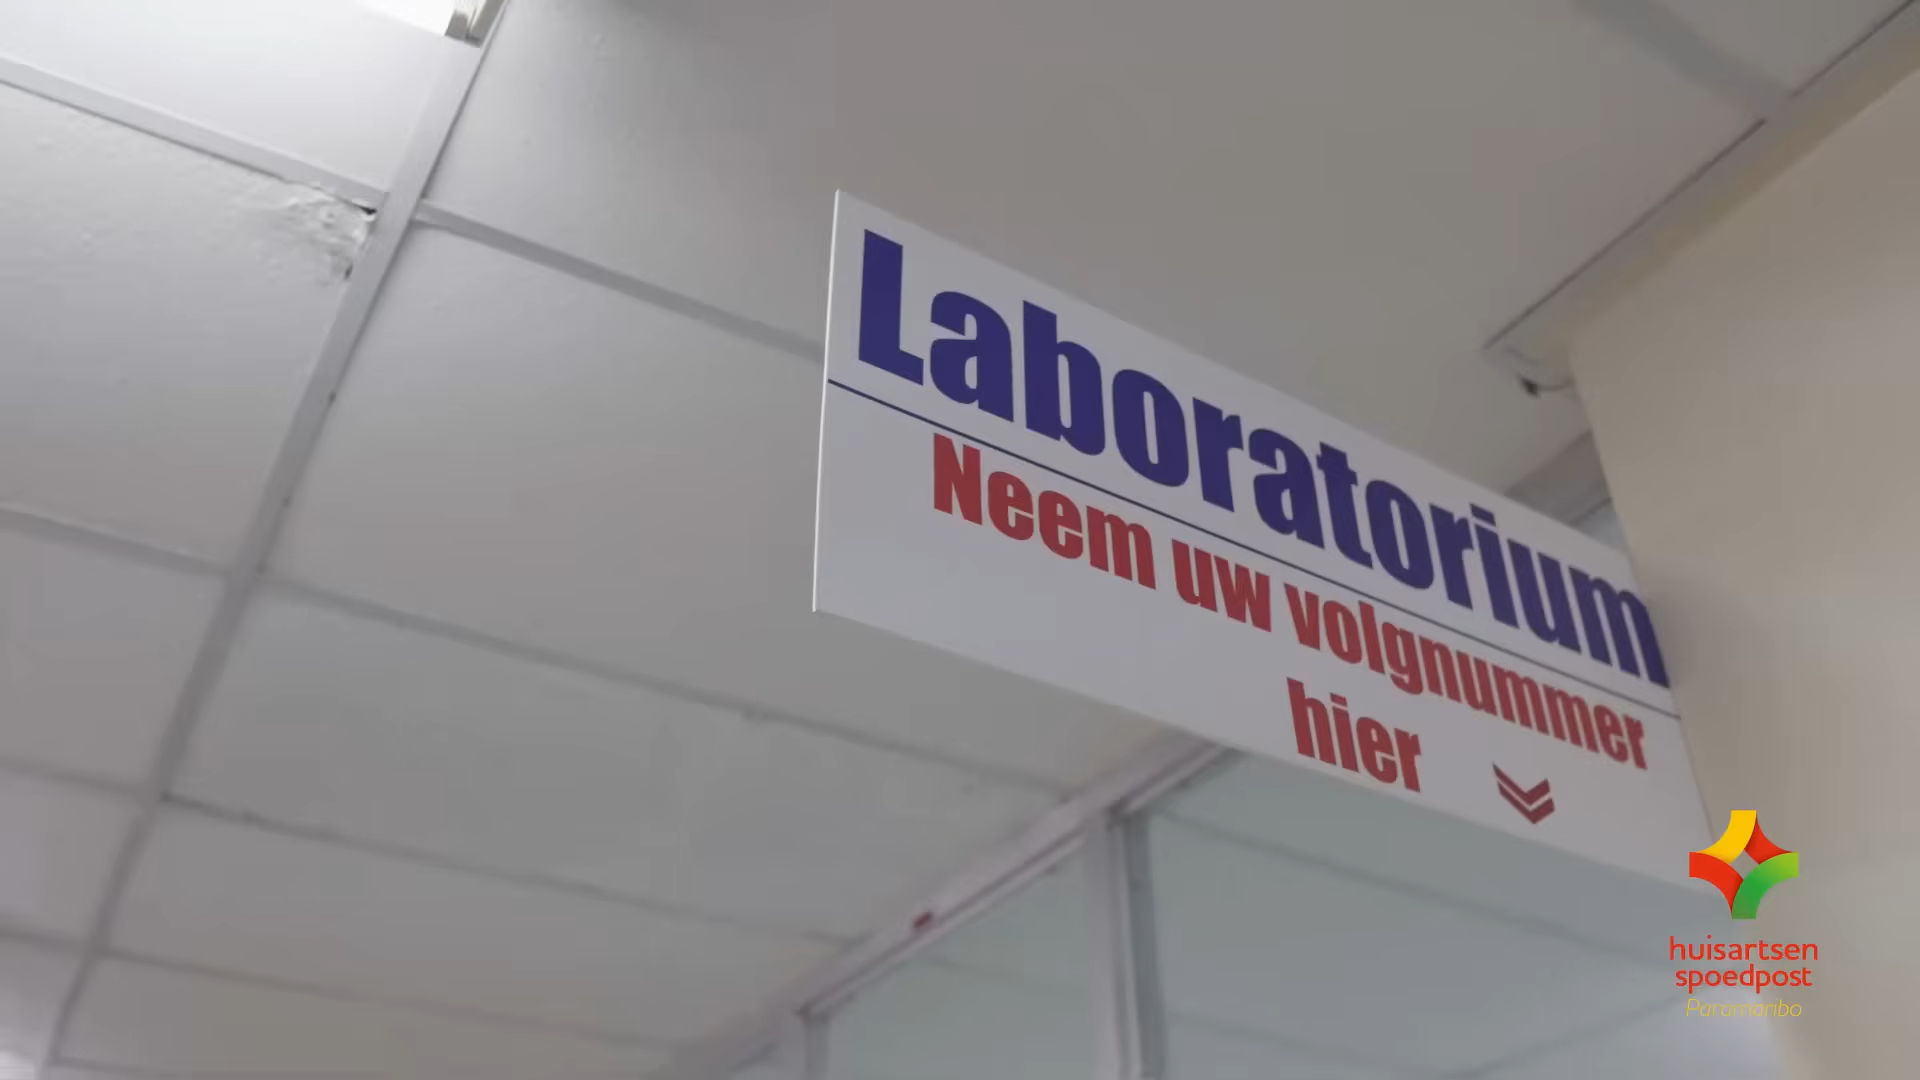 Laboratorium
Neem uw volgnummer
hier
huisartsen
spoedpost
Paramaribo